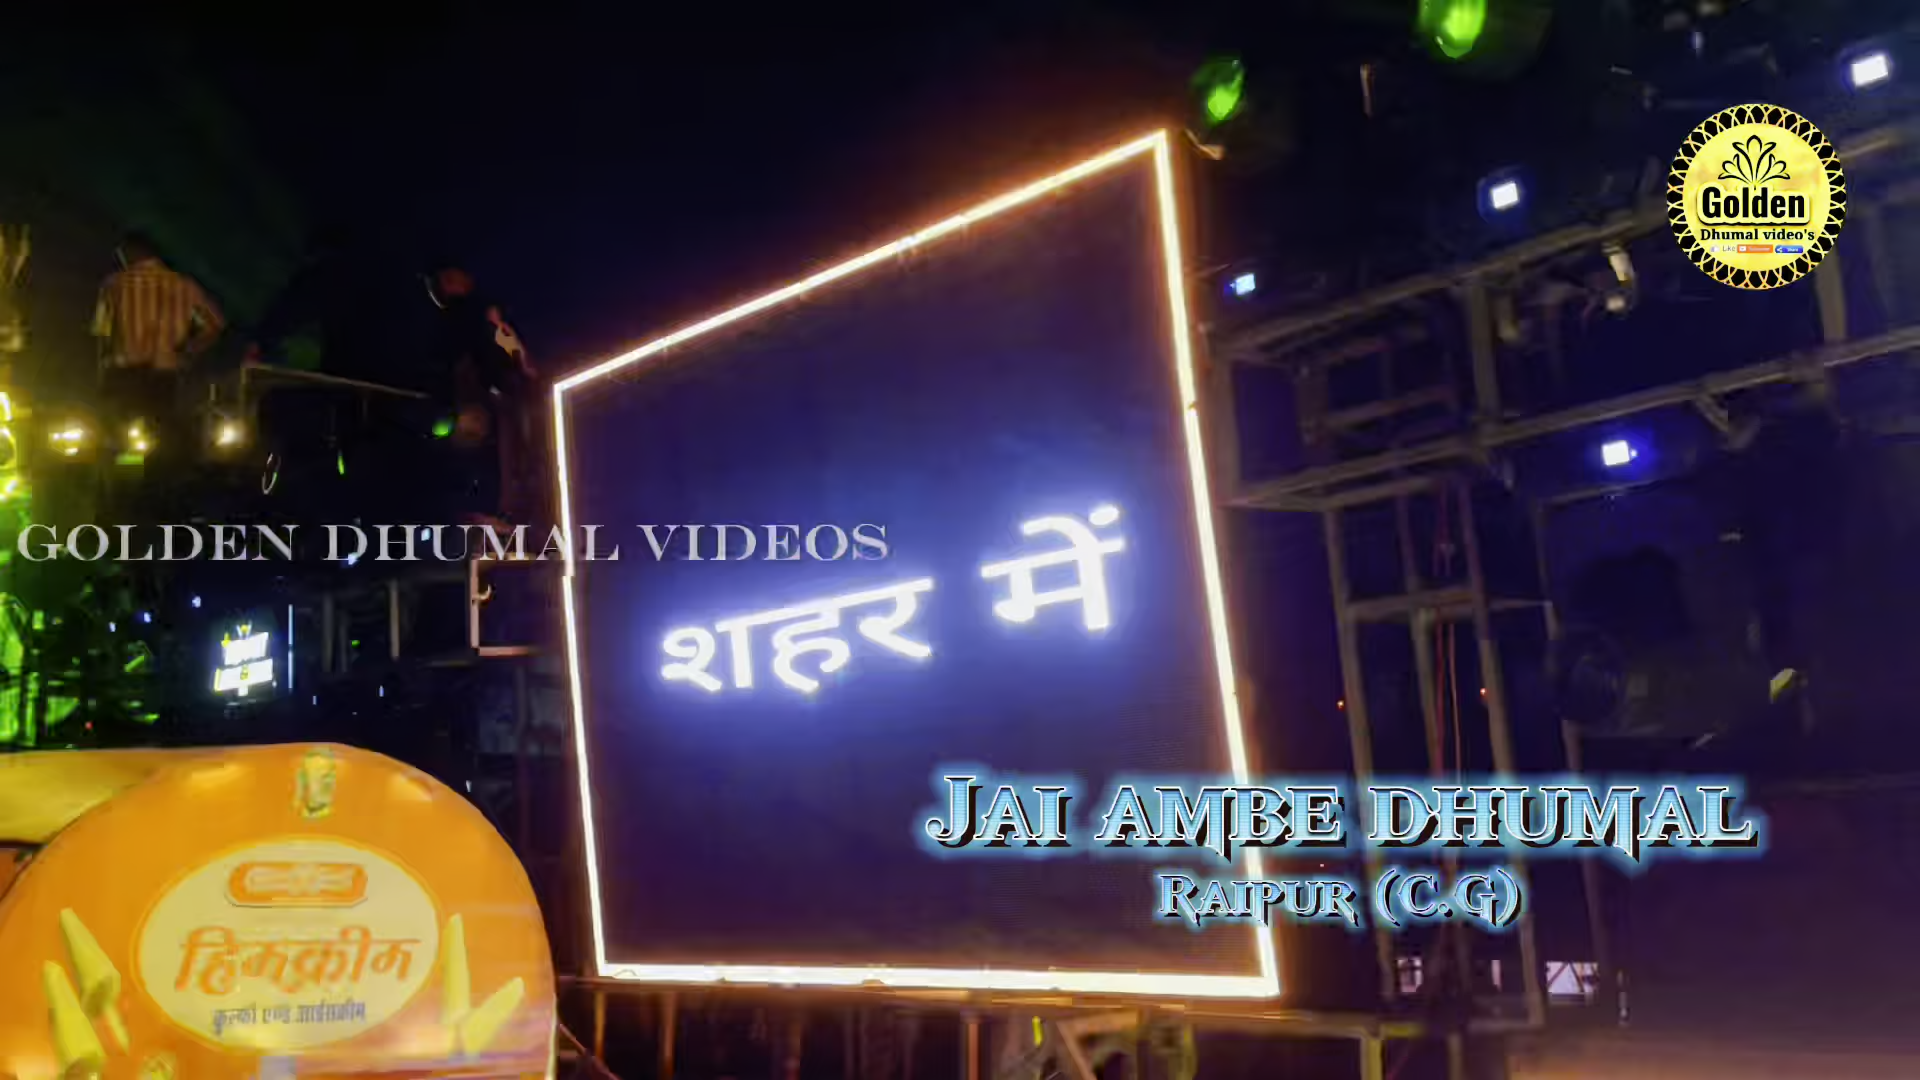 Golden
Dhumal video's
GOLDEN DHUMAL VIDEOS
शहर में
JAI AMBE DHUMAL
RAIPUR (C.G)
हिमक्रीम
कुल्फी एण्ड आईसक्रीम